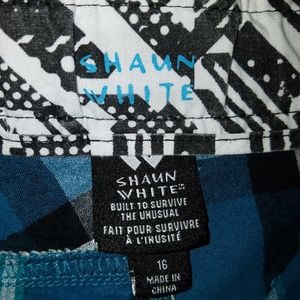 SHAUN
WHITE
SHAUN
WHITE
BUILT TO SURVIVE
THE UNUSUAL
FAIT POUR SURVIVRE
À L'INUSITÉ
16
MADE IN
CHINA